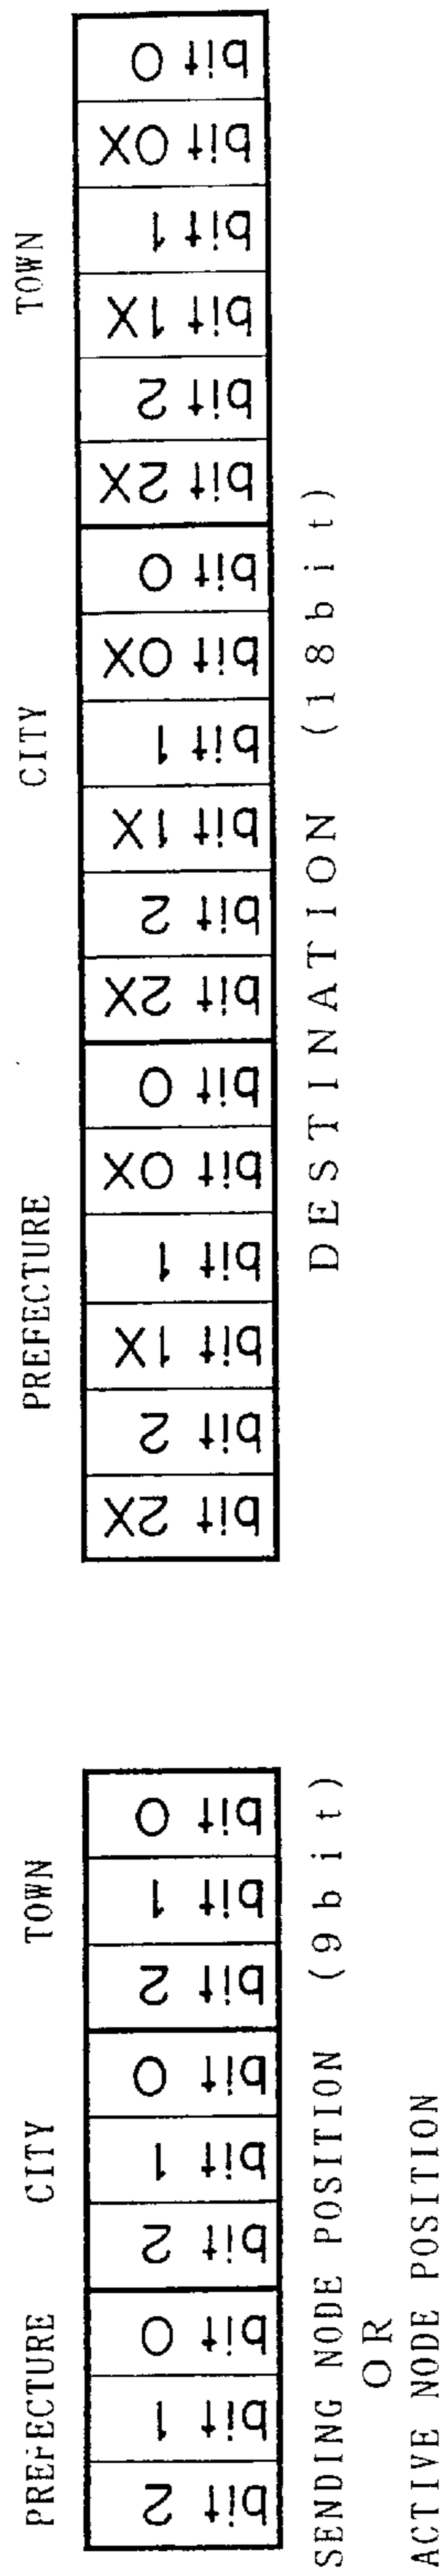 PREFECTURE CITY TOWN
bit 2
bit 1
bit 0
bit 2
bit 1
bit 0
bit 2
bit 1
bit 0
SENDING NODE POSITION (9bit)
OR
ACTIVE NODE POSITION
PREFECTURE CITY TOWN
bit 2X
bit 2
bit 1X
bit 1
bit 0X
bit 0
bit 2X
bit 2
bit 1X
bit 1
bit 0X
bit 0
bit 2X
bit 2
bit 1X
bit 1
bit 0X
bit 0
DESTINATION (18bit)